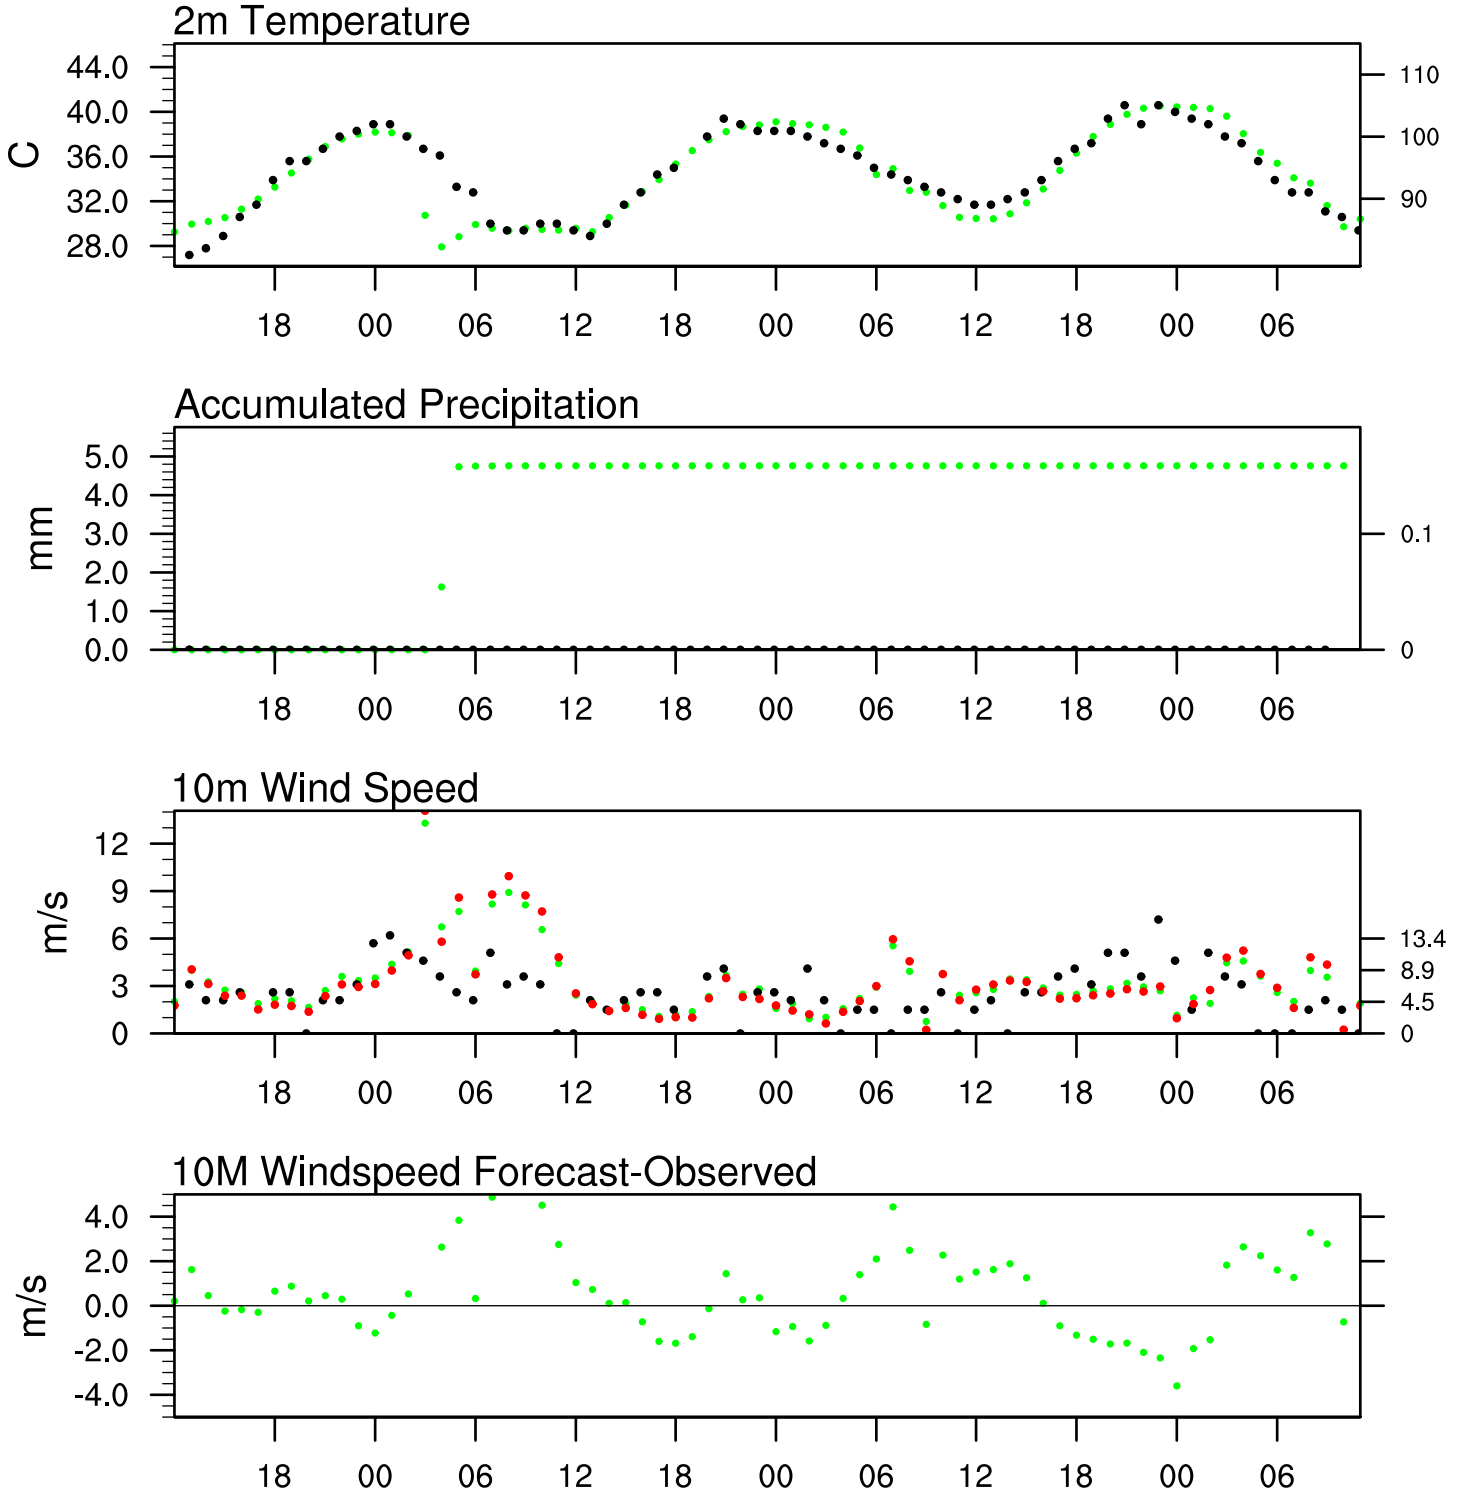 2m Temperature
44.0
40.0
36.0
32.0
28.0
C
110
100
90
18 00 06 12 18 00 06 12 18 00 06
Accumulated Precipitation
5.0
4.0
3.0
2.0
1.0
0.0
mm
0.1
0
18 00 06 12 18 00 06 12 18 00 06
10m Wind Speed
12
9
6
3
0
m/s
13.4
8.9
4.5
0
18 00 06 12 18 00 06 12 18 00 06
10M Windspeed Forecast-Observed
4.0
2.0
0.0
-2.0
-4.0
m/s
18 00 06 12 18 00 06 12 18 00 06